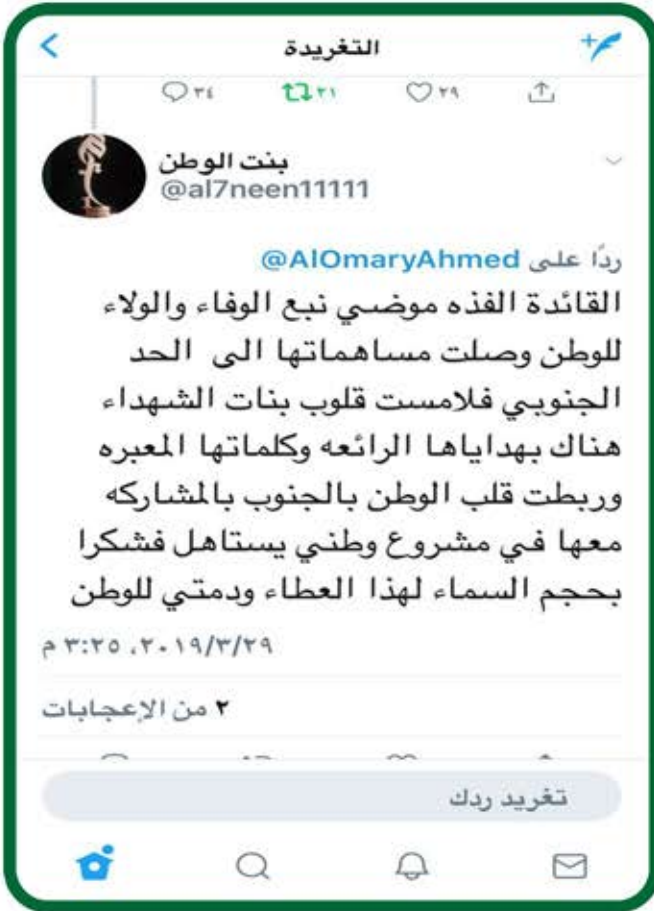 التغريدة
٣٤ ٣١ ٢٩
بنت الوطن
@al7neen11111
ردًا على @AlOmaryAhmed
القائدة الفذه موضي نبع الوفاء والولاء
للوطن وصلت مساهماتها الى الحد
الجنوبي فلامست قلوب بنات الشهداء
هناك بهداياها الرائعه وكلماتها المعبره
وربطت قلب الوطن بالجنوب بالمشاركه
معها في مشروع وطني يستاهل فشكرا
بحجم السماء لهذا العطاء ودمتي للوطن
٢٠١٩/٣/٢٩، ٣:٢٥ م
٢ من الإعجابات
تغريد ردك